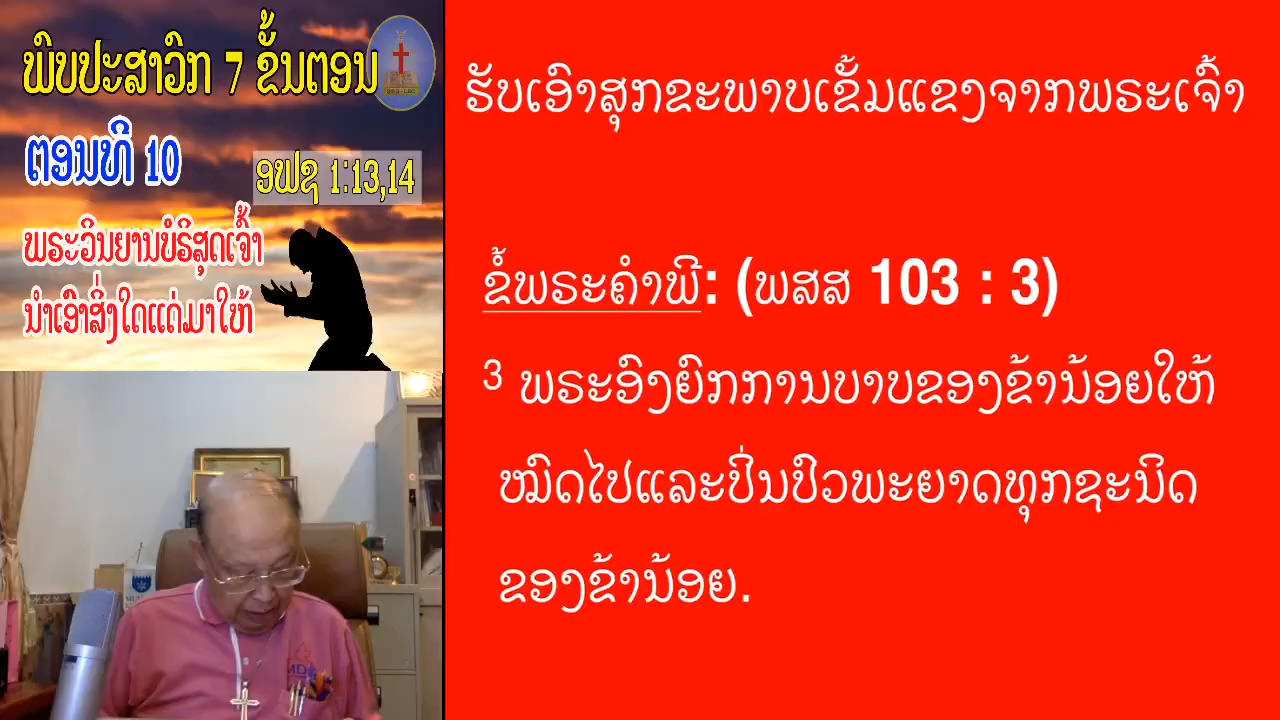 ພົບປະສາວົກ 7 ຂັ້ນຕອນ
ຕອນທີ 10
ອຟຊ 1:13,14
ພຣະວິນຍານບໍຣິສຸດເຈົ້າ
ນຳເອົາສິ່ງໃດແດ່ມາໃຫ້
ຮັບເອົາສຸກຂະພາບເຂັ້ມແຂງຈາກພຣະເຈົ້າ
ຂໍ້ພຣະຄຳພີ: (ພສສ 103 : 3)
3 ພຣະອົງຍົກການບາບຂອງຂ້ານ້ອຍໃຫ້
ໝົດໄປແລະປິ່ນປົວພະຍາດທຸກຊະນິດ
ຂອງຂ້ານ້ອຍ.